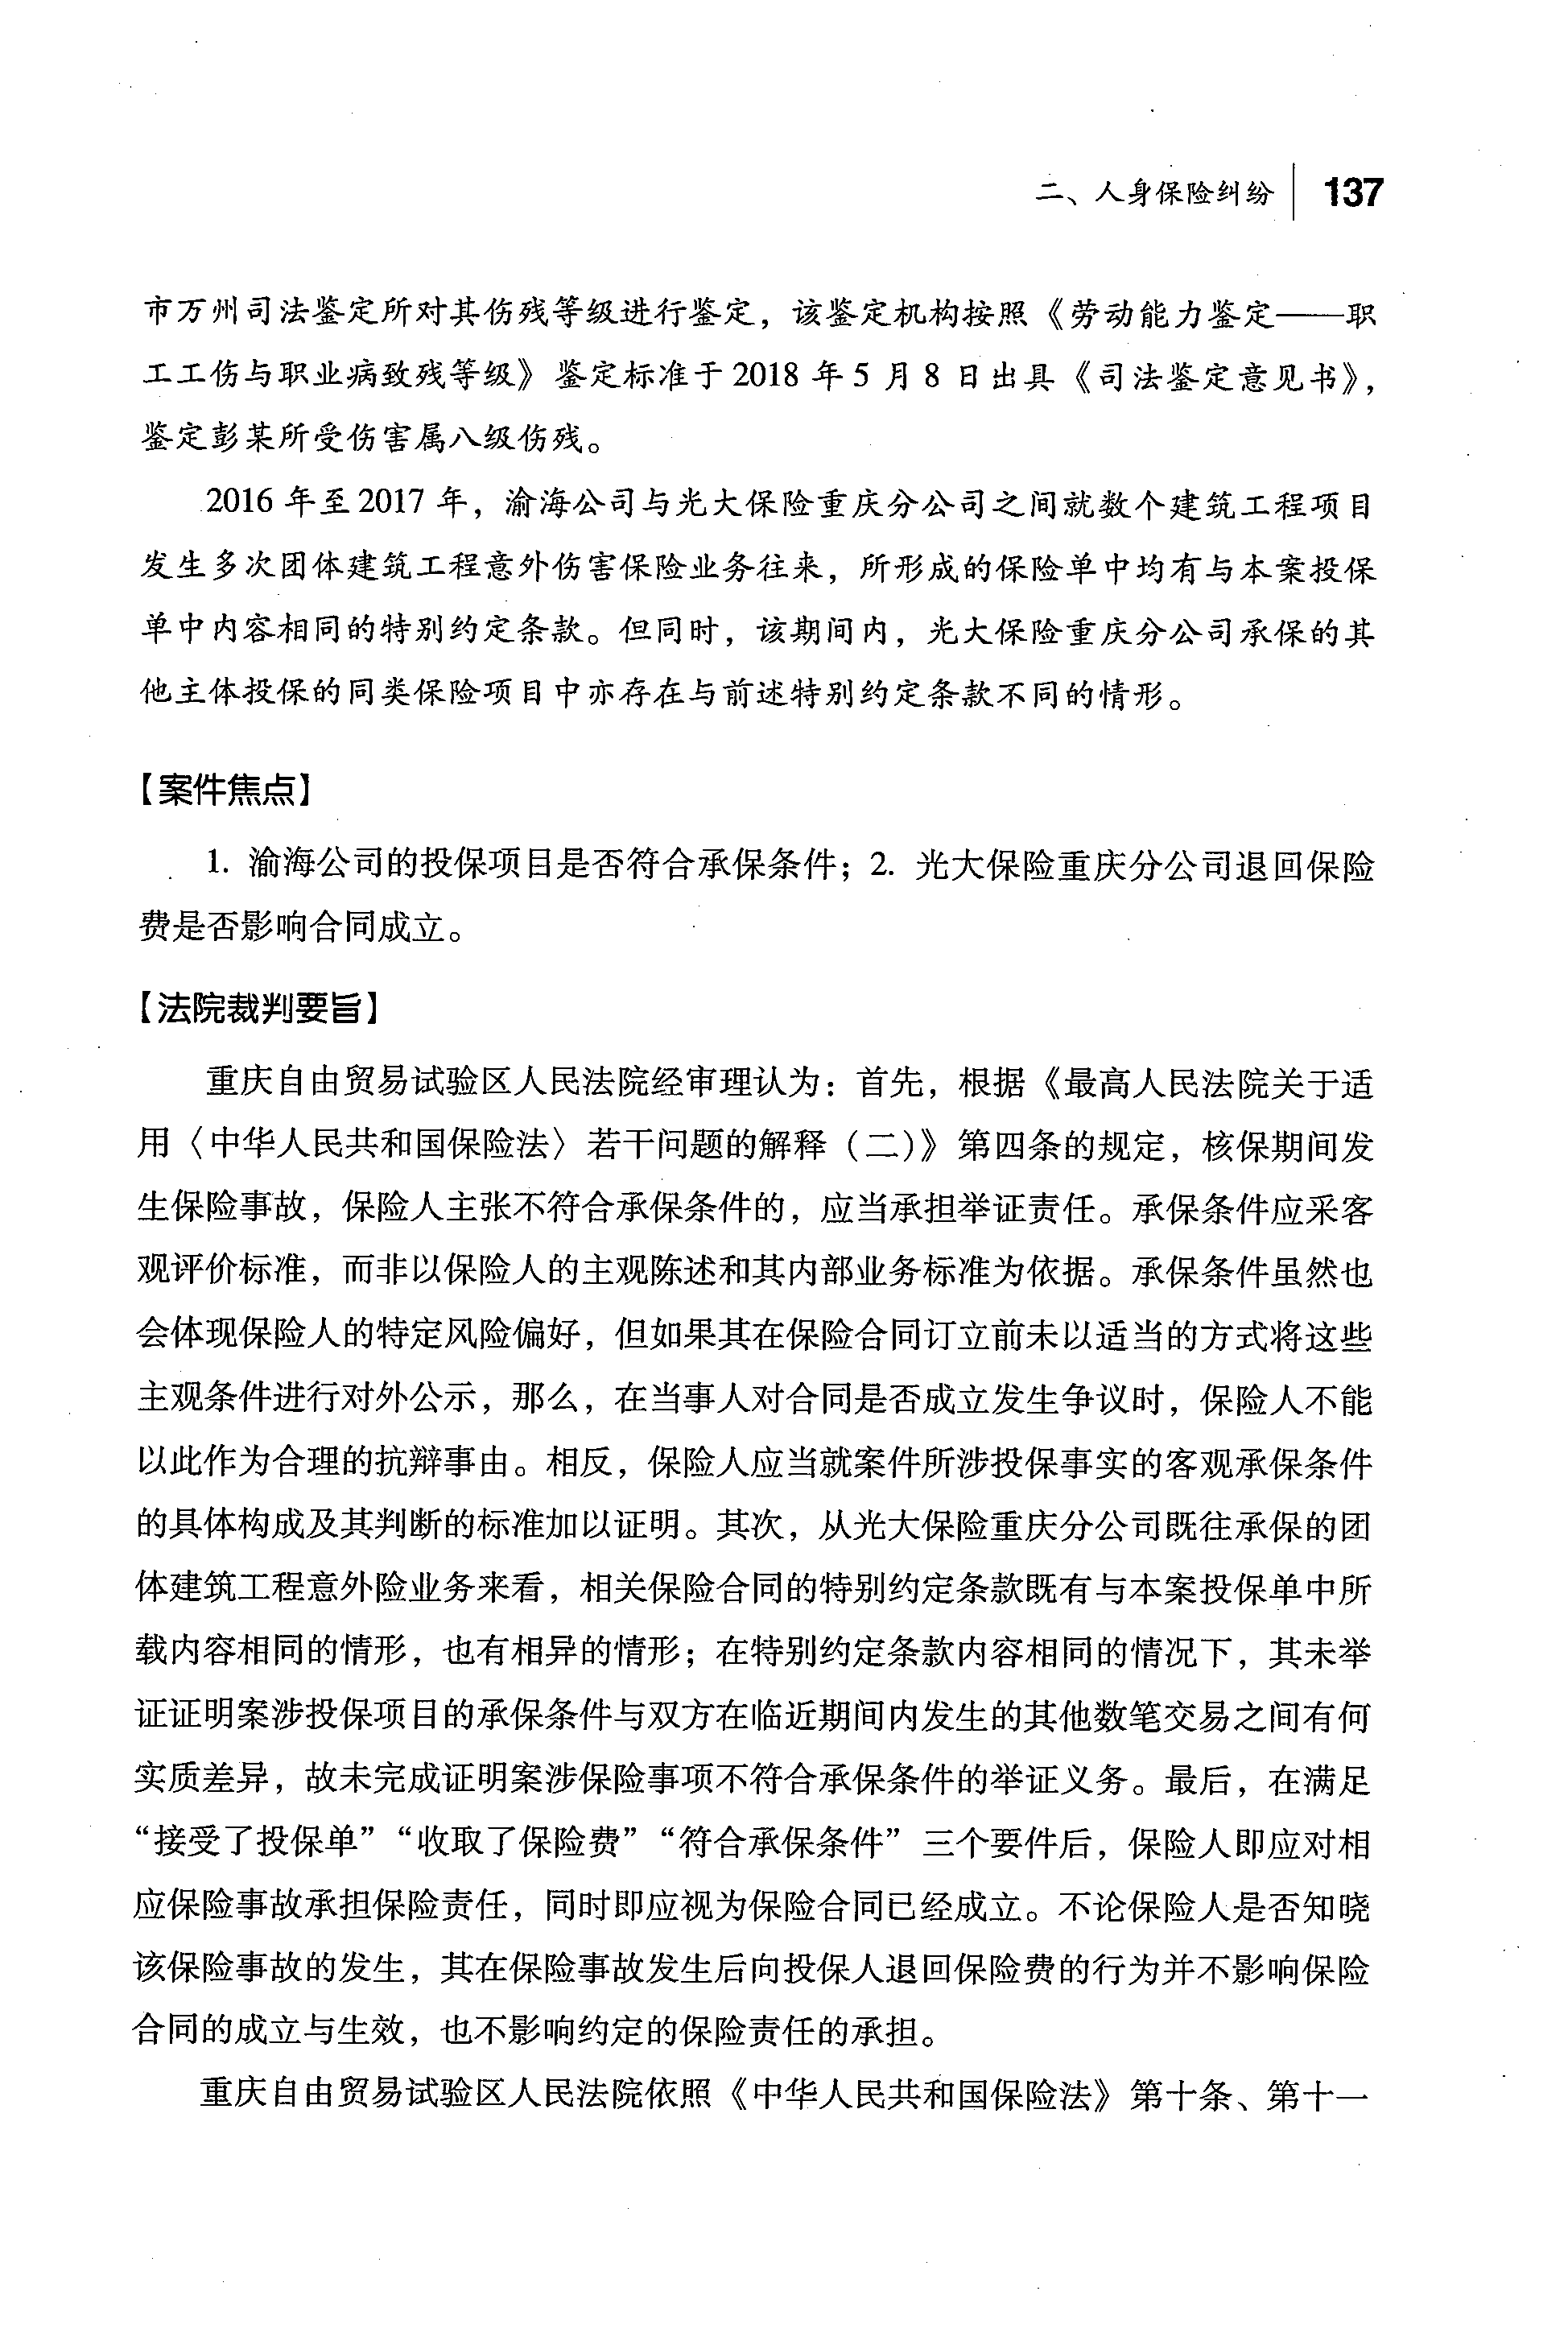 二、人身保险纠纷 137
市万州司法鉴定所对其伤残等级进行鉴定，该鉴定机构按照《劳动能力鉴定——职
工工伤与职业病致残等级》鉴定标准于 2018 年 5 月 8 日出具《司法鉴定意见书》，
鉴定彭某所受伤害属八级伤残。
2016 年至 2017 年，渝海公司与光大保险重庆分公司之间就数个建筑工程项目
发生多次团体建筑工程意外伤害保险业务往来，所形成的保险单中均有与本案投保
单中内容相同的特别约定条款。但同时，该期间内，光大保险重庆分公司承保的其
他主体投保的同类保险项目中亦存在与前述特别约定条款不同的情形。
【案件焦点】
1. 渝海公司的投保项目是否符合承保条件；2. 光大保险重庆分公司退回保险
费是否影响合同成立。
【法院裁判要旨】
重庆自由贸易试验区人民法院经审理认为：首先，根据《最高人民法院关于适
用〈中华人民共和国保险法〉若干问题的解释（二）》第四条的规定，核保期间发
生保险事故，保险人主张不符合承保条件的，应当承担举证责任。承保条件应采客
观评价标准，而非以保险人的主观陈述和其内部业务标准为依据。承保条件虽然也
会体现保险人的特定风险偏好，但如果其在保险合同订立前未以适当的方式将这些
主观条件进行对外公示，那么，在当事人对合同是否成立发生争议时，保险人不能
以此作为合理的抗辩事由。相反，保险人应当就案件所涉投保事实的客观承保条件
的具体构成及其判断的标准加以证明。其次，从光大保险重庆分公司既往承保的团
体建筑工程意外险业务来看，相关保险合同的特别约定条款既有与本案投保单中所
载内容相同的情形，也有相异的情形；在特别约定条款内容相同的情况下，其未举
证证明案涉投保项目的承保条件与双方在临近期间内发生的其他数笔交易之间有何
实质差异，故未完成证明案涉保险事项不符合承保条件的举证义务。最后，在满足
“接受了投保单”“收取了保险费”“符合承保条件”三个要件后，保险人即应对相
应保险事故承担保险责任，同时即应视为保险合同已经成立。不论保险人是否知晓
该保险事故的发生，其在保险事故发生后向投保人退回保险费的行为并不影响保险
合同的成立与生效，也不影响约定的保险责任的承担。
重庆自由贸易试验区人民法院依照《中华人民共和国保险法》第十条、第十一